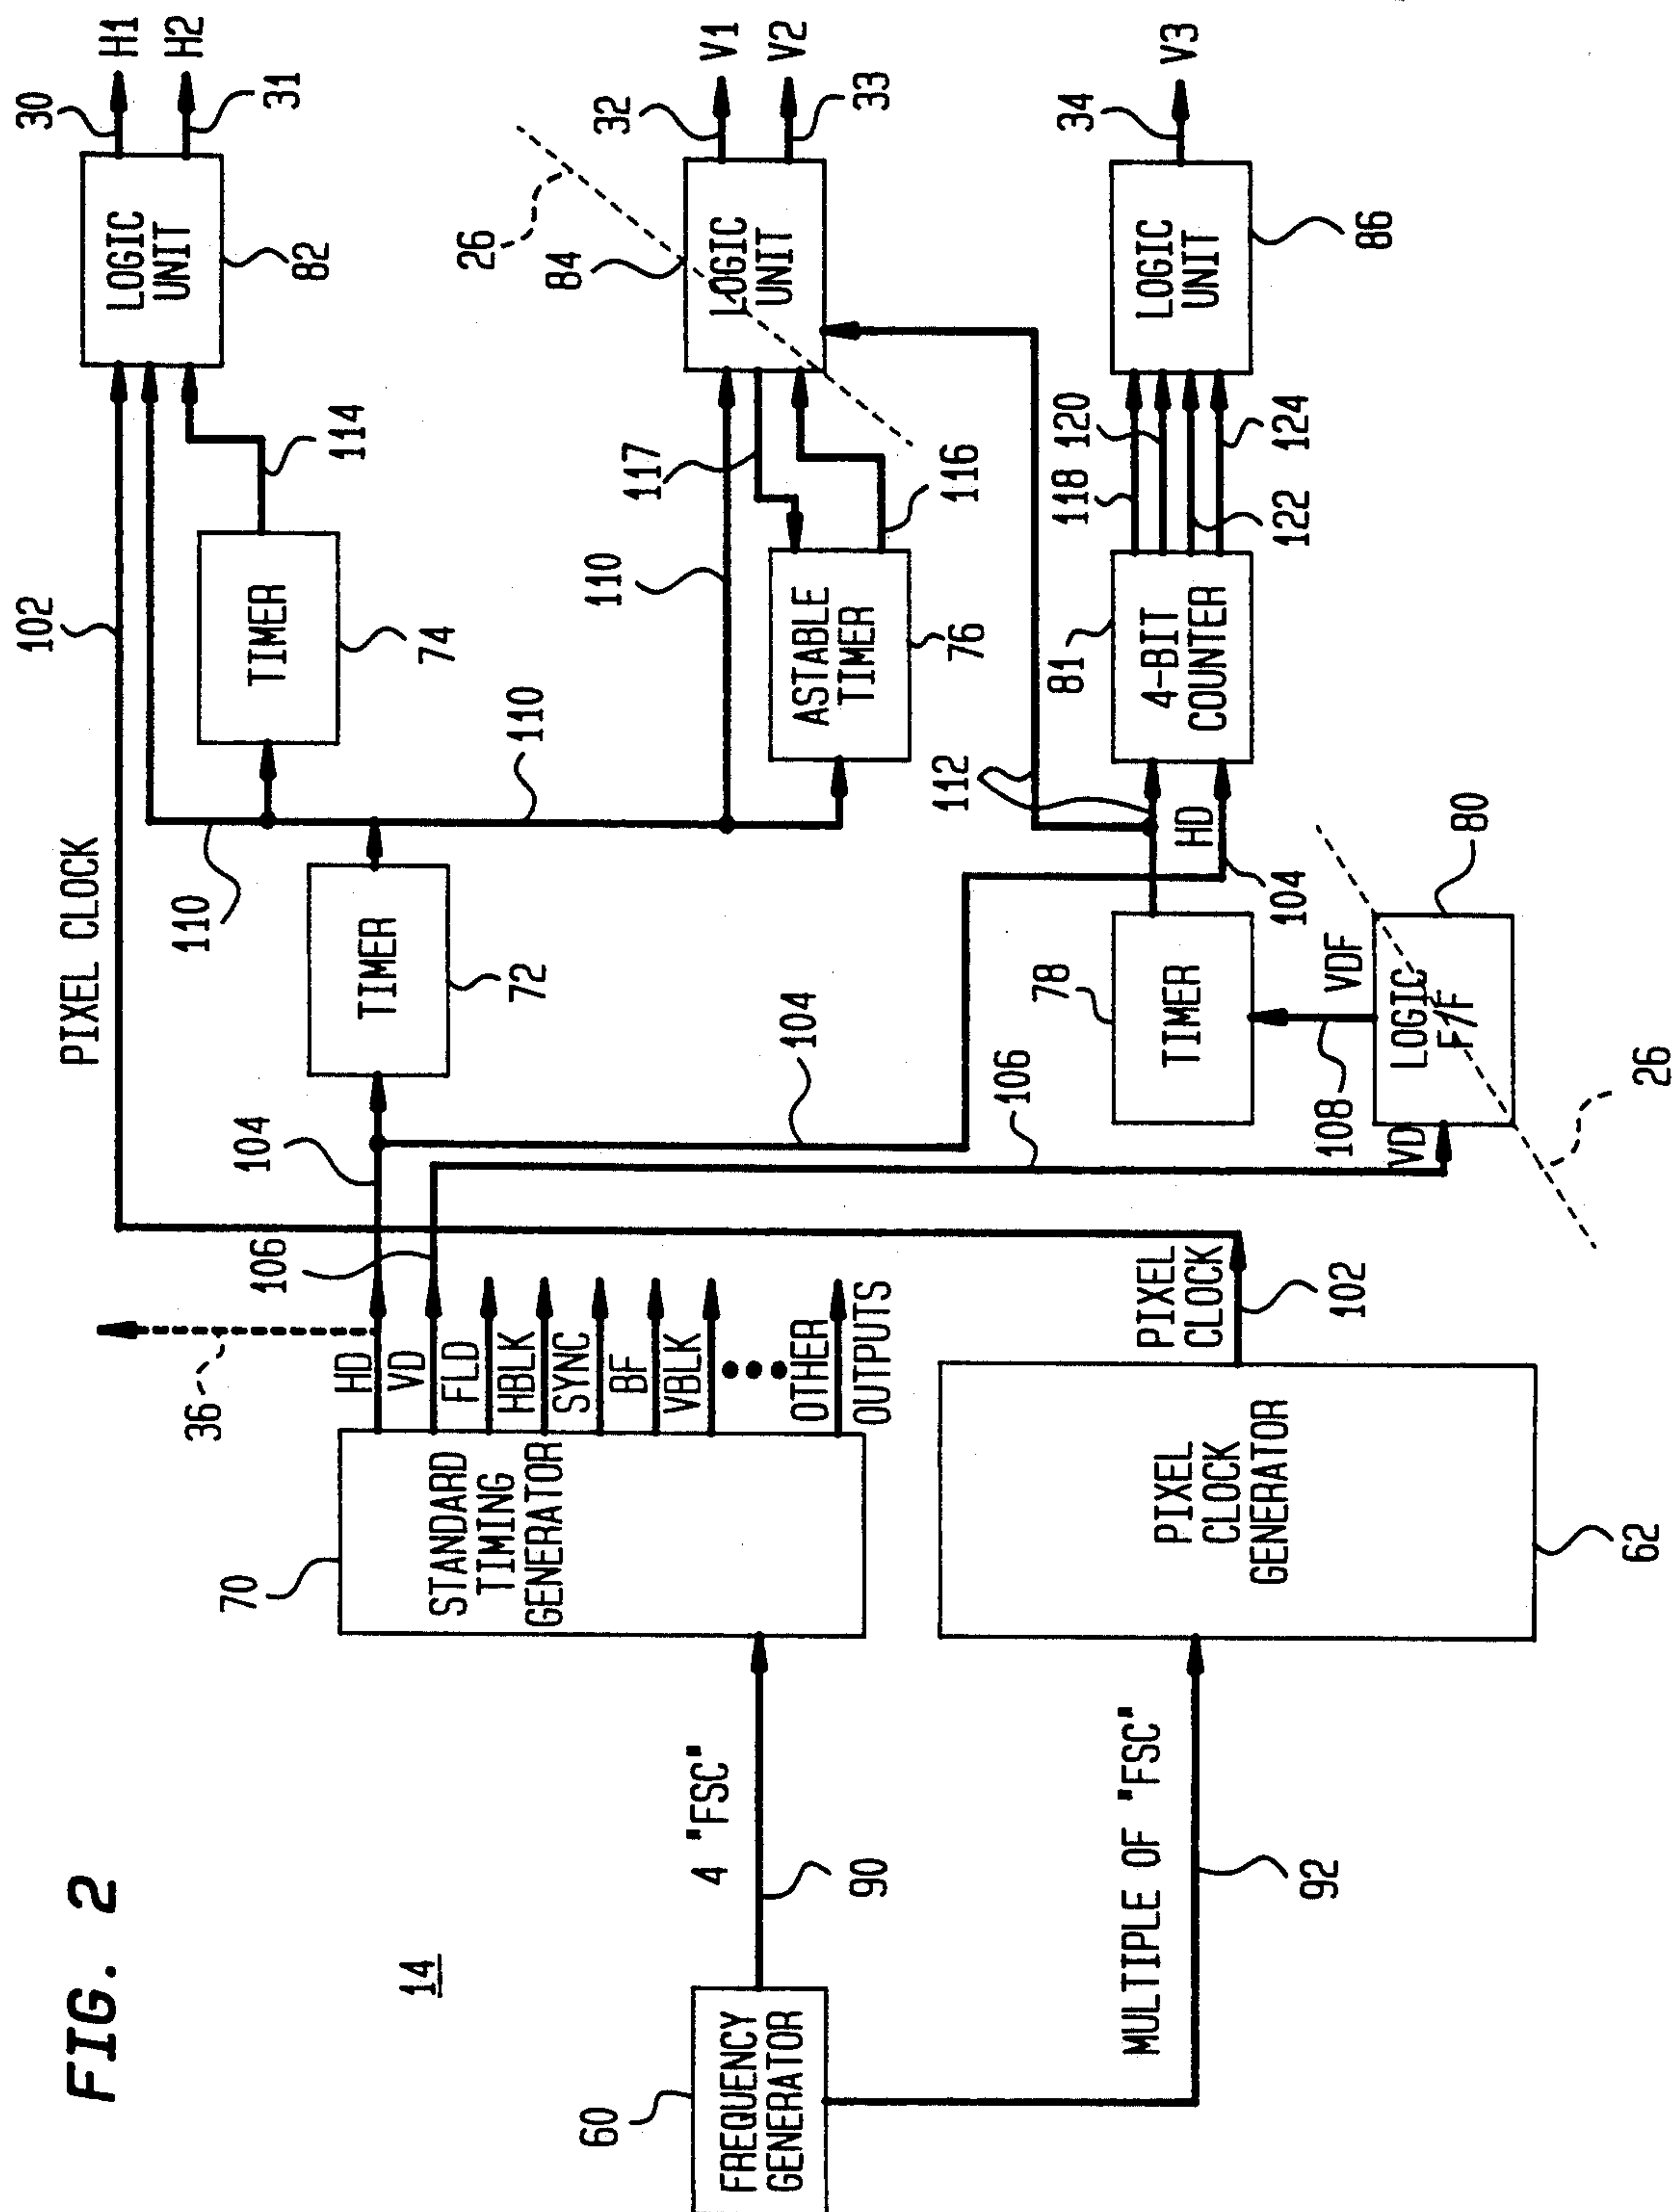 FIG. 2
14
FREQUENCY
GENERATOR
60
4 "FSC"
90
MULTIPLE OF "FSC"
92
STANDARD
TIMING
GENERATOR
70
PIXEL
CLOCK
GENERATOR
62
HD
VD
FLD
HBLK
SYNC
BF
VBLK
OTHER
OUTPUTS
36
106
104
PIXEL
CLOCK
102
PIXEL CLOCK
102
TIMER
72
104
106
110
110
TIMER
74
114
LOGIC
UNIT
82
30
H1
H2
31
110
ASTABLE
TIMER
76
117
116
LOGIC
UNIT
84
26
32
V1
V2
33
VD
LOGIC
F/F
80
26
108
VDF
TIMER
78
112
HD
104
4-BIT
COUNTER
81
118
120
122
124
LOGIC
UNIT
86
34
V3